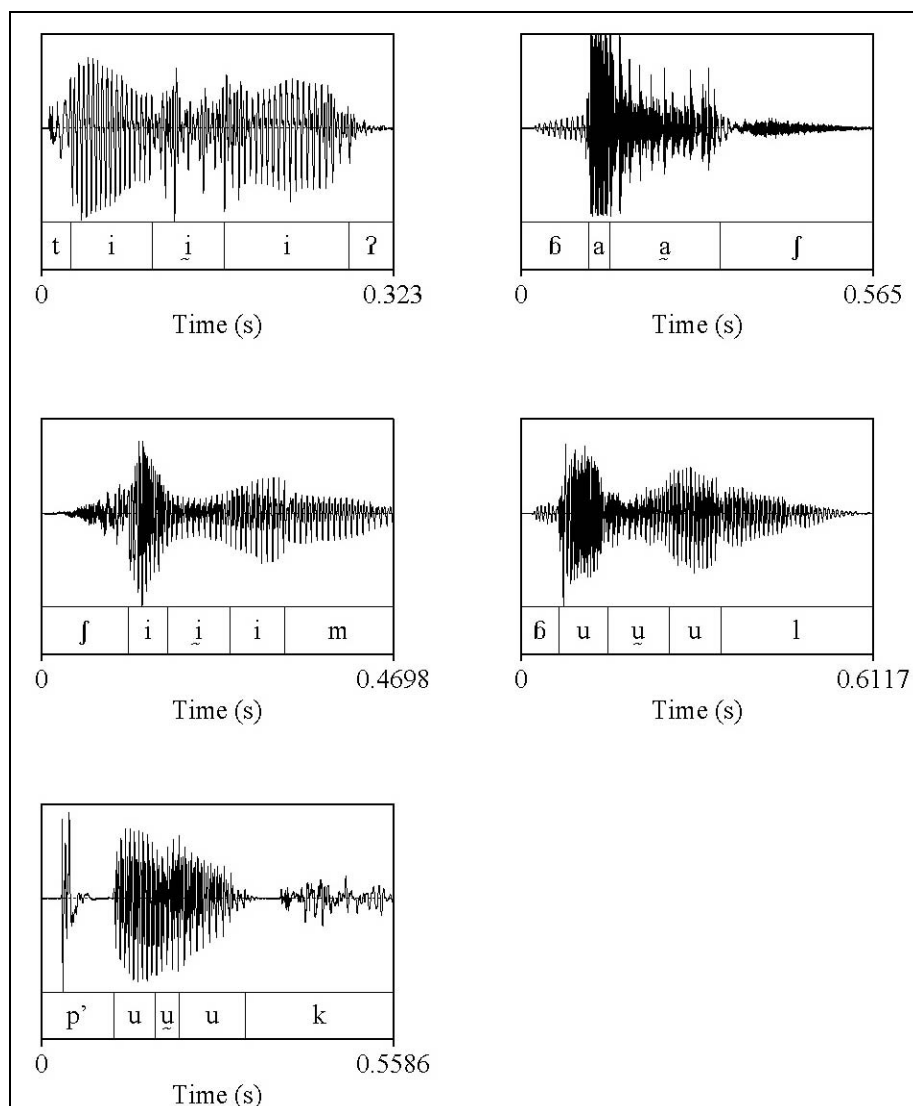 t i ḭ i ʔ
0 0.323
Time (s)
ɓ a a̰ ʃ
0 0.565
Time (s)
ʃ i ḭ i m
0 0.4698
Time (s)
ɓ u ṵ u l
0 0.6117
Time (s)
p’ u ṵ u k
0 0.5586
Time (s)